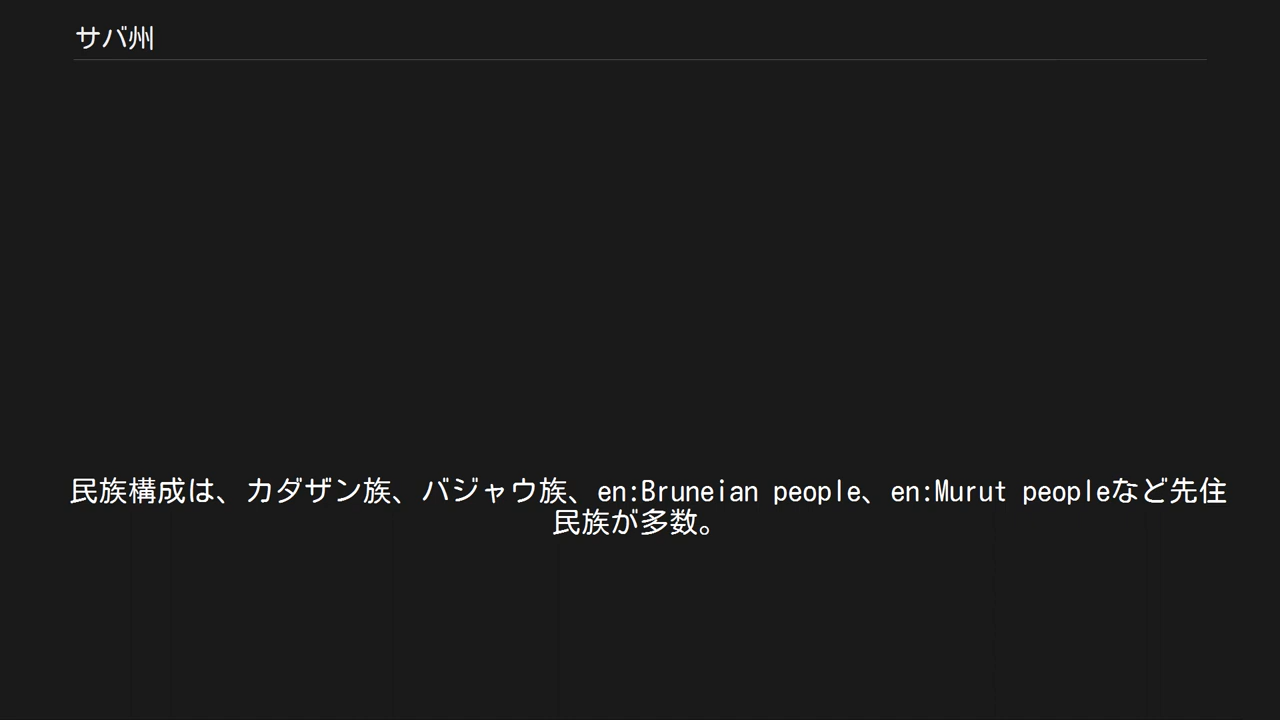 サバ州
民族構成は、カダザン族、バジャウ族、en:Bruneian people、en:Murut peopleなど先住
民族が多数。